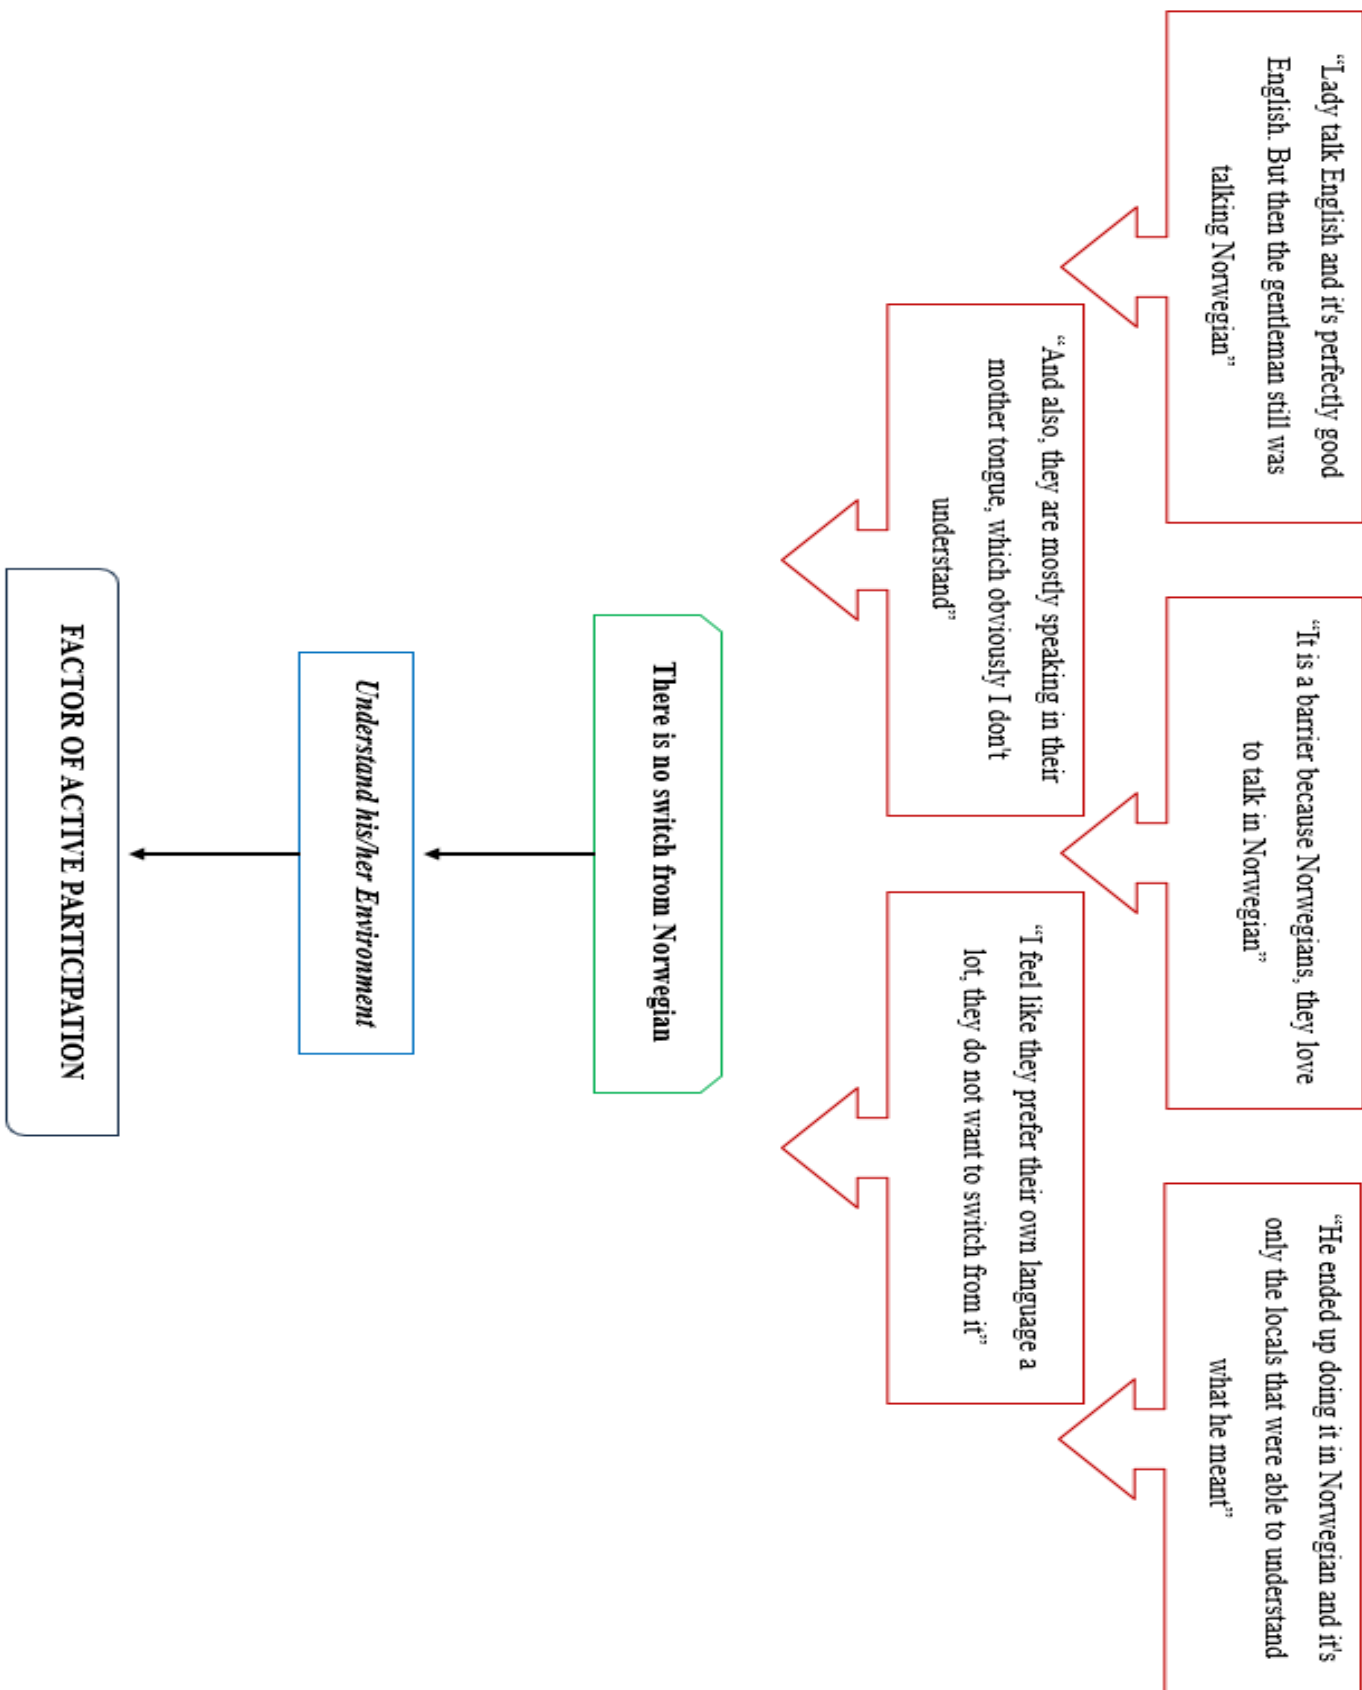 “Lady talk English and it's perfectly good
English. But then the gentleman still was
talking Norwegian”
“It is a barrier because Norwegians, they love
to talk in Norwegian”
“He ended up doing it in Norwegian and it's
only the locals that were able to understand
what he meant”
“And also, they are mostly speaking in their
mother tongue, which obviously I don't
understand”
“I feel like they prefer their own language a
lot, they do not want to switch from it”
There is no switch from Norwegian
Understand his/her Environment
FACTOR OF ACTIVE PARTICIPATION